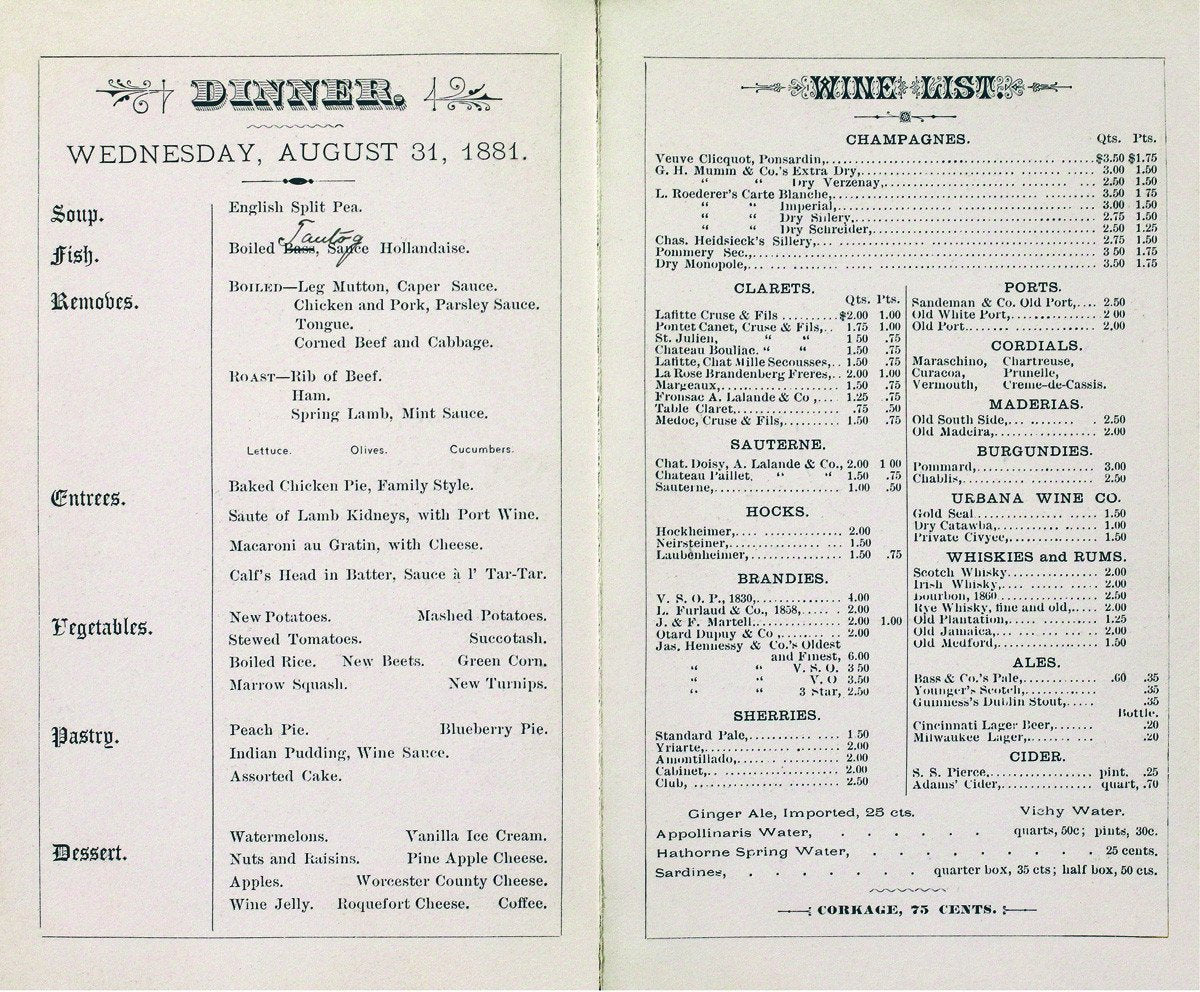 DINNER.
WEDNESDAY, AUGUST 31, 1881.
Soup.
English Split Pea.
Fish.
Tautog
Boiled Bass, Sauce Hollandaise.
Removes.
BOILED—Leg Mutton, Caper Sauce.
Chicken and Pork, Parsley Sauce.
Tongue.
Corned Beef and Cabbage.
ROAST—Rib of Beef.
Ham.
Spring Lamb, Mint Sauce.
Lettuce. Olives. Cucumbers.
Entrees.
Baked Chicken Pie, Family Style.
Saute of Lamb Kidneys, with Port Wine.
Macaroni au Gratin, with Cheese.
Calf's Head in Batter, Sauce à l' Tar-Tar.
Vegetables.
New Potatoes. Mashed Potatoes.
Stewed Tomatoes. Succotash.
Boiled Rice. New Beets. Green Corn.
Marrow Squash. New Turnips.
Pastry.
Peach Pie. Blueberry Pie.
Indian Pudding, Wine Sauce.
Assorted Cake.
Dessert.
Watermelons. Vanilla Ice Cream.
Nuts and Raisins. Pine Apple Cheese.
Apples. Worcester County Cheese.
Wine Jelly. Roquefort Cheese. Coffee.
WINE LIST.
CHAMPAGNES. Qts. Pts.
Veuve Clicquot, Ponsardin, $3.50 $1.75
G. H. Mumm & Co.'s Extra Dry, 3.00 1.50
“ “ Dry Verzenay, 2.50 1.50
L. Roederer's Carte Blanche, 3.50 1 75
“ “ Imperial, 3.00 1.50
“ “ Dry Sillery, 2.75 1.50
“ “ Dry Schreider, 2.50 1.25
Chas. Heidsieck's Sillery, 2.75 1.50
Pommery Sec., 3 50 1.75
Dry Monopole, 3.50 1.75
CLARETS.
Qts. Pts.
Lafitte Cruse & Fils $2.00 1.00
Pontet Canet, Cruse & Fils, 1.75 1.00
St. Julien, “ “ 1 50 .75
Chateau Bouliac. “ “ 1.50 .75
Lafitte, Chat Mille Secousses, 1.50 .75
La Rose Brandenberg Freres, 2.00 1.00
Margeaux, 1.50 .75
Fronsac A. Lalande & Co , 1.25 .75
Table Claret, .75 .50
Medoc, Cruse & Fils, 1.50 .75
SAUTERNE.
Chat. Doisy, A. Lalande & Co., 2.00 1 00
Chateau Paillet, “ “ 1.50 .75
Sauterne, 1.00 .50
HOCKS.
Hockheimer, 2.00
Neirsteiner, 1.50
Laubenheimer, 1.50 .75
BRANDIES.
V. S. O. P., 1830, 4.00
L. Furlaud & Co., 1858, 2.00
J. & F. Martell 2.00 1.00
Otard Dupuy & Co , 2.00
Jas. Hennessy & Co.'s Oldest
and Finest, 6.00
“ “ V. S. O. 3 50
“ “ V. O 3.50
“ “ 3 Star, 2.50
SHERRIES.
Standard Pale, 1 50
Yriarte, 2.00
Amontillado, 2.00
Cabinet, 2.00
Club, 2.50
PORTS.
Sandeman & Co. Old Port, 2.50
Old White Port, 2 00
Old Port 2.00
CORDIALS.
Maraschino, Chartreuse,
Curacoa, Prunelle,
Vermouth, Creme-de-Cassis.
MADERIAS.
Old South Side, 2.50
Old Madeira, 2.00
BURGUNDIES.
Pommard, 3.00
Chablis, 2.50
URBANA WINE CO.
Gold Seal 1.50
Dry Catawba, 1.00
Private Civyee, 1.50
WHISKIES and RUMS.
Scotch Whisky 2.00
Irish Whisky, 2.00
Bourbon, 1860 2.50
Rye Whisky, fine and old, 2.00
Old Plantation, 1.25
Old Jamaica, 2.00
Old Medford, 1.50
ALES.
Bass & Co.'s Pale, .60 .35
Younger's Scotch, .35
Guinness's Dublin Stout, .35
Bottle.
Cincinnati Lager Beer, .20
Milwaukee Lager, .20
CIDER.
S. S. Pierce, pint, .25
Adams' Cider, quart, .70
Ginger Ale, Imported, 25 cts. Vichy Water.
Appollinaris Water, quarts, 50c; pints, 30c.
Hathorne Spring Water, 25 cents.
Sardines, quarter box, 35 cts; half box, 50 cts.
CORKAGE, 75 CENTS.